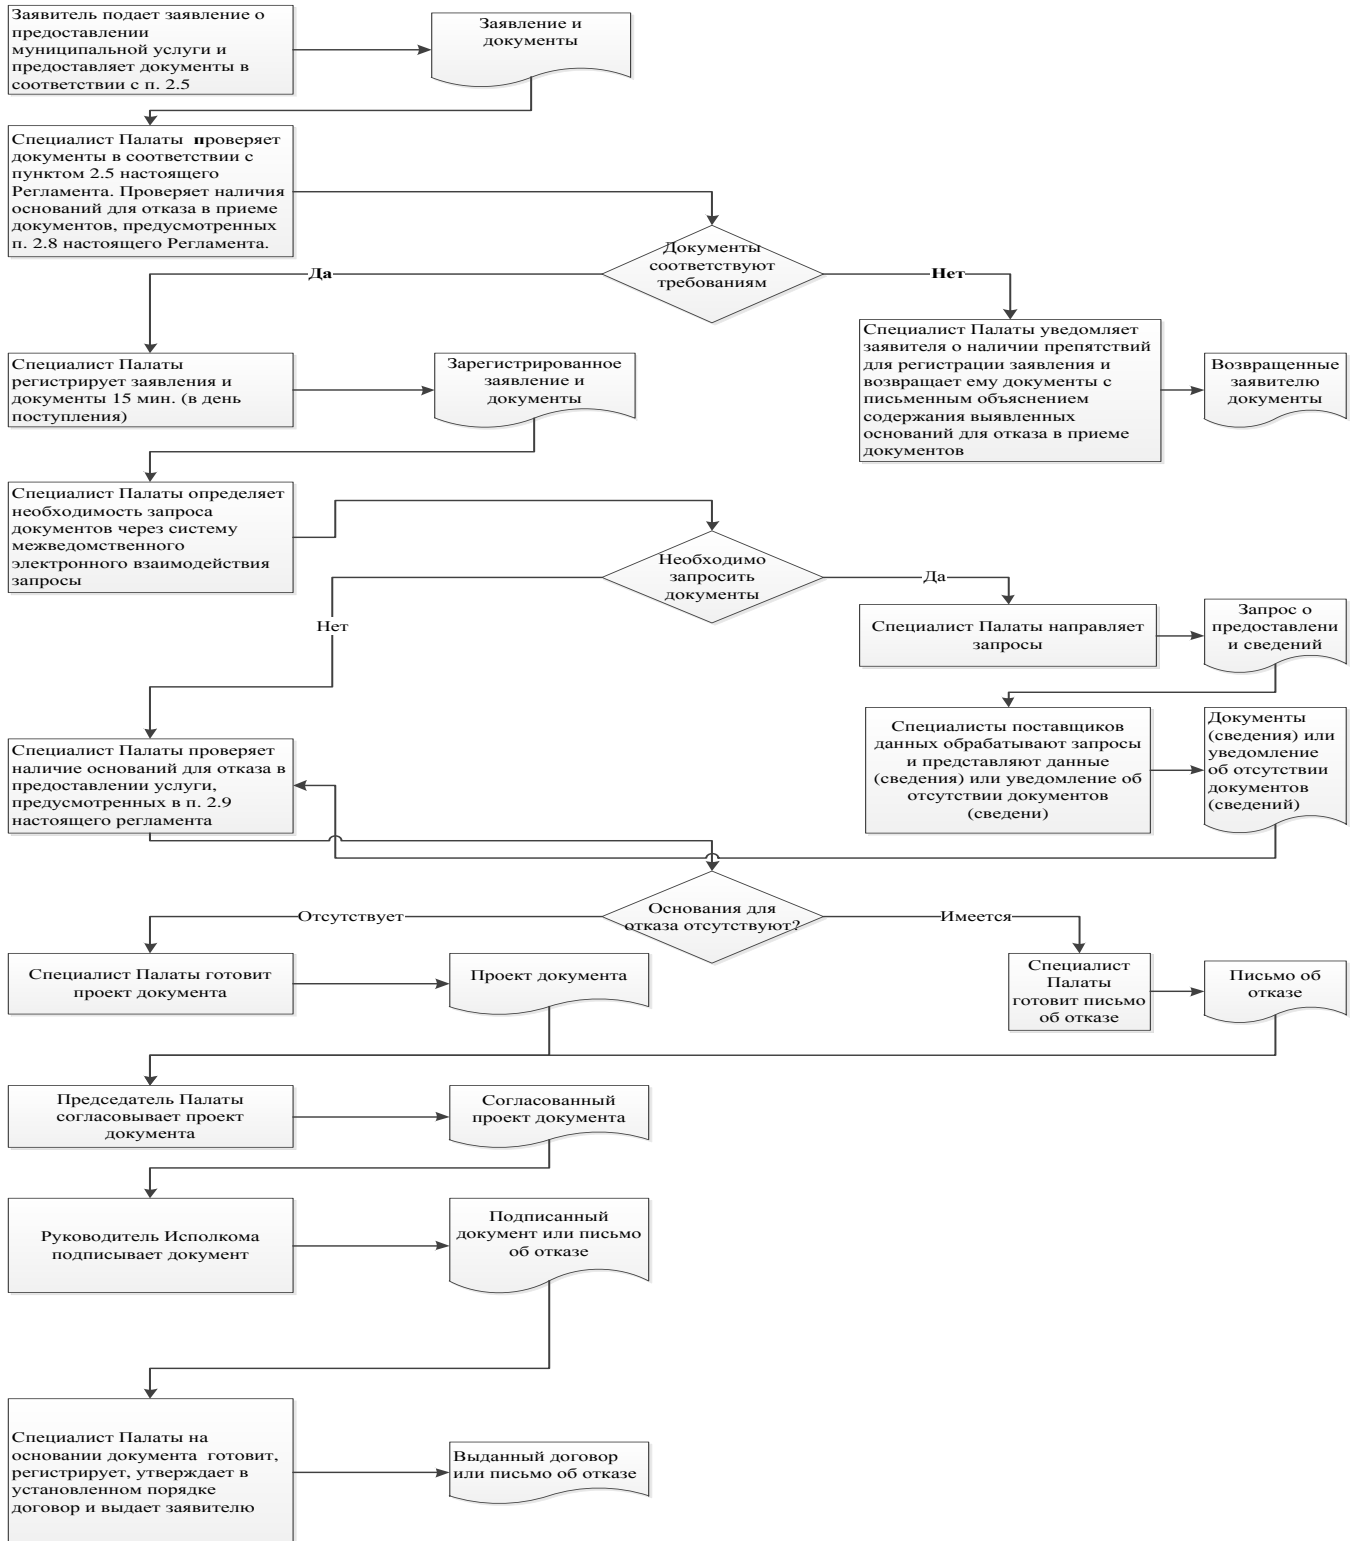 Заявитель подает заявление о
предоставлении
муниципальной услуги и
предоставляет документы в
соответствии с п. 2.5
Заявление и
документы
Специалист Палаты  проверяет
документы в соответствии с
пунктом 2.5 настоящего
Регламента. Проверяет наличия
оснований для отказа в приеме
документов, предусмотренных
п. 2.8 настоящего Регламента.
Документы
соответствуют
требованиям
Да
Нет
Специалист Палаты
регистрирует заявления и
документы 15 мин. (в день
поступления)
Зарегистрированное
заявление и
документы
Специалист Палаты уведомляет
заявителя о наличии препятствий
для регистрации заявления и
возвращает ему документы с
письменным объяснением
содержания выявленных
оснований для отказа в приеме
документов
Возвращенные
заявителю
документы
Специалист Палаты определяет
необходимость запроса
документов через систему
межведомственного
электронного взаимодействия
запросы
Необходимо
запросить
документы
Да
Нет
Специалист Палаты направляет
запросы
Запрос о
предоставлени
и сведений
Специалисты поставщиков
данных обрабатывают запросы
и представляют данные
(сведения) или уведомление об
отсутствии документов
(сведени)
Документы
(сведения) или
уведомление
об отсутствии
документов
(сведений)
Специалист Палаты проверяет
наличие оснований для отказа в
предоставлении услуги,
предусмотренных в п. 2.9
настоящего регламента
Основания для
отказа отсутствуют?
Отсутствует
Имеется
Специалист Палаты готовит
проект документа
Проект документа
Специалист
Палаты
готовит письмо
об отказе
Письмо об
отказе
Председатель Палаты
согласовывает проект
документа
Согласованный
проект документа
Руководитель Исполкома
подписывает документ
Подписанный
документ или письмо
об отказе
Специалист Палаты на
основании документа  готовит,
регистрирует, утверждает в
установленном порядке
договор и выдает заявителю
Выданный договор
или письмо об отказе